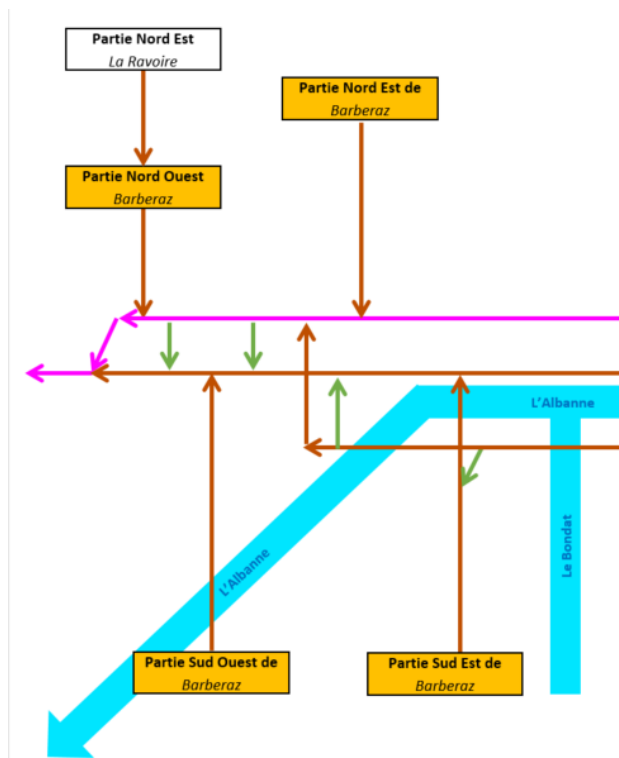 Partie Nord Est
La Ravoire
Partie Nord Est de
Barberaz
Partie Nord Ouest
Barberaz
L'Albanne
Le Bondat
L'Albanne
Partie Sud Ouest de
Barberaz
Partie Sud Est de
Barberaz